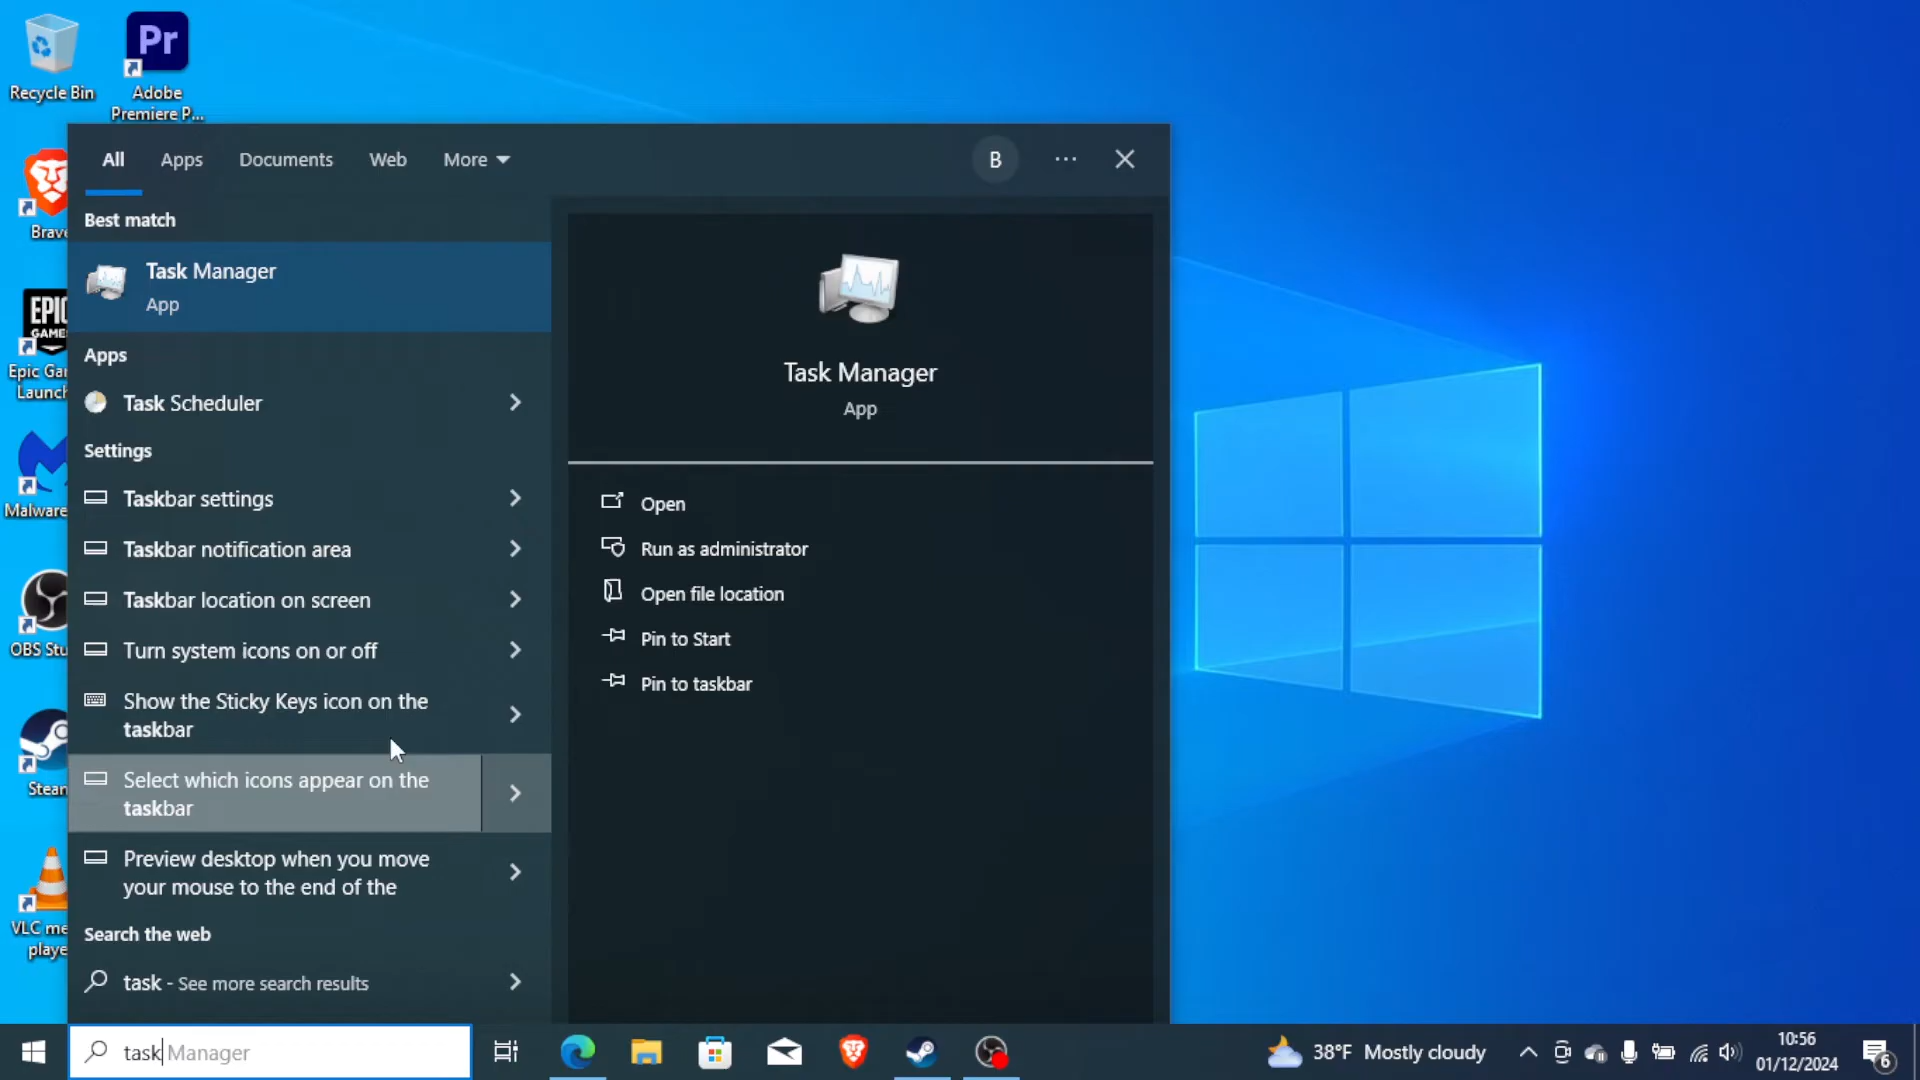 Recycle Bin
Pr
Adobe
Premiere P...
Brave
EPIC
GAMES
Epic Gam
Launch
Malware
OBS Stu
Steam
VLC me
player
All
Apps
Documents
Web
More
B
Best match
Task Manager
App
Apps
Task Scheduler
Settings
Taskbar settings
Taskbar notification area
Taskbar location on screen
Turn system icons on or off
Show the Sticky Keys icon on the
taskbar
Select which icons appear on the
taskbar
Preview desktop when you move
your mouse to the end of the
Search the web
task - See more search results
Task Manager
App
Open
Run as administrator
Open file location
Pin to Start
Pin to taskbar
task Manager
38°F Mostly cloudy
10:56
01/12/2024
6